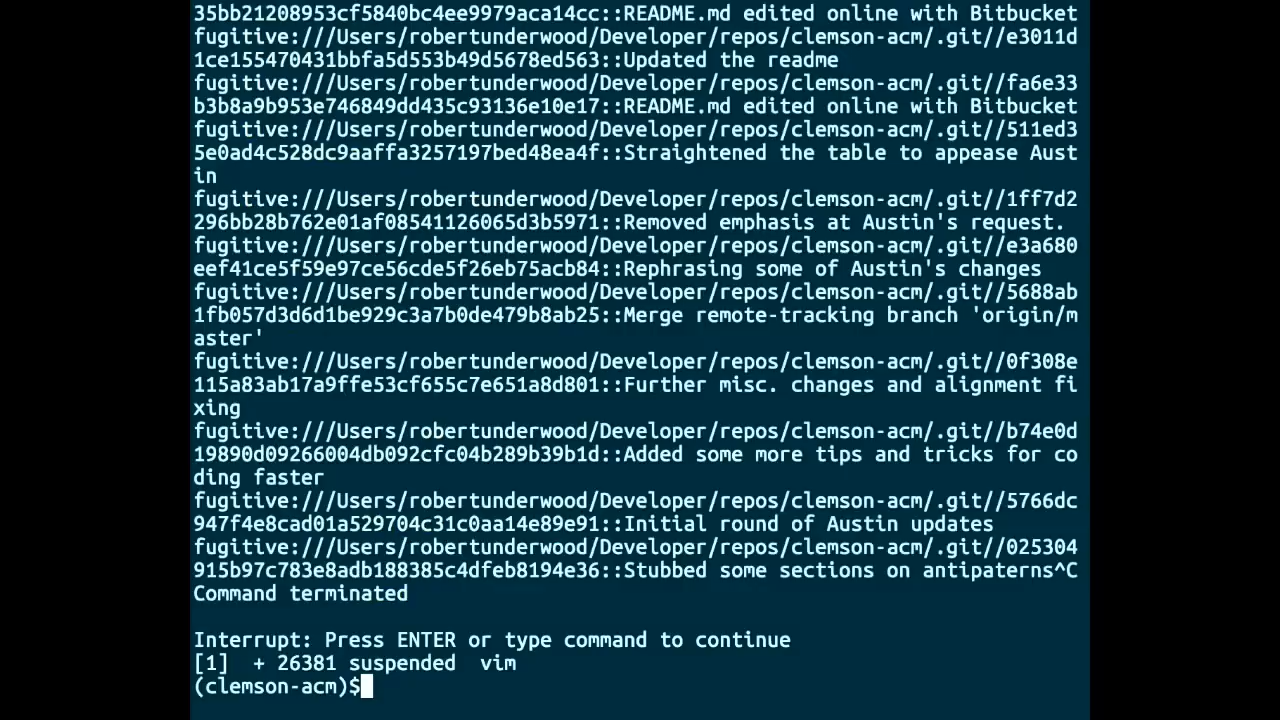 35bb21208953cf5840bc4ee9979aca14cc::README.md edited online with Bitbucket
fugitive:///Users/robertunderwood/Developer/repos/clemson-acm/.git//e3011d
1ce155470431bbfa5d553b49d5678ed563::Updated the readme
fugitive:///Users/robertunderwood/Developer/repos/clemson-acm/.git//fa6e33
b3b8a9b953e746849dd435c93136e10e17::README.md edited online with Bitbucket
fugitive:///Users/robertunderwood/Developer/repos/clemson-acm/.git//511ed3
5e0ad4c528dc9aaffa3257197bed48ea4f::Straightened the table to appease Aust
in
fugitive:///Users/robertunderwood/Developer/repos/clemson-acm/.git//1ff7d2
296bb28b762e01af08541126065d3b5971::Removed emphasis at Austin's request.
fugitive:///Users/robertunderwood/Developer/repos/clemson-acm/.git//e3a680
eef41ce5f59e97ce56cde5f26eb75acb84::Rephrasing some of Austin's changes
fugitive:///Users/robertunderwood/Developer/repos/clemson-acm/.git//5688ab
1fb057d3d6d1be929c3a7b0de479b8ab25::Merge remote-tracking branch 'origin/m
aster'
fugitive:///Users/robertunderwood/Developer/repos/clemson-acm/.git//0f308e
115a83ab17a9ffe53cf655c7e651a8d801::Further misc. changes and alignment fi
xing
fugitive:///Users/robertunderwood/Developer/repos/clemson-acm/.git//b74e0d
19890d09266004db092cfc04b289b39b1d::Added some more tips and tricks for co
ding faster
fugitive:///Users/robertunderwood/Developer/repos/clemson-acm/.git//5766dc
947f4e8cad01a529704c31c0aa14e89e91::Initial round of Austin updates
fugitive:///Users/robertunderwood/Developer/repos/clemson-acm/.git//025304
915b97c783e8adb188385c4dfeb8194e36::Stubbed some sections on antipaterns^C
Command terminated
Interrupt: Press ENTER or type command to continue
[1]  + 26381 suspended  vim
(clemson-acm)$